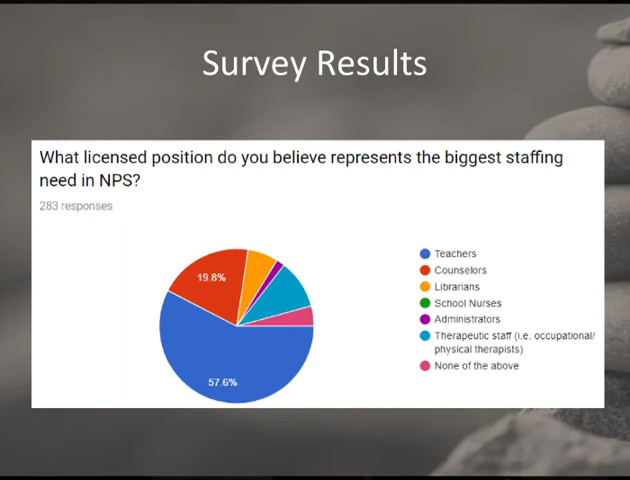 Survey Results
What licensed position do you believe represents the biggest staffing
need in NPS?
283 responses
19.8%
57.6%
Teachers
Counselors
Librarians
School Nurses
Administrators
Therapeutic staff (i.e. occupational/
physical therapists)
None of the above